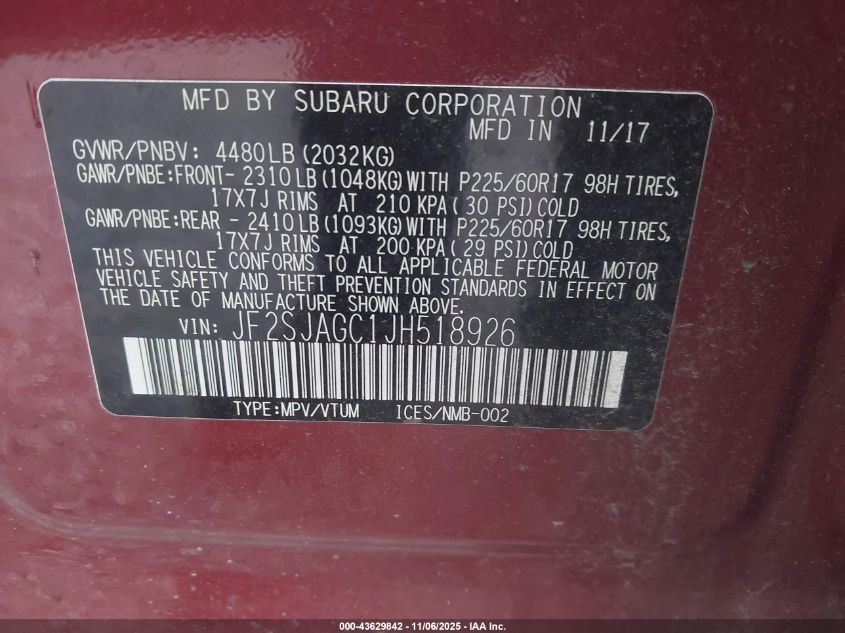 MFD BY SUBARU CORPORATION
MFD IN 11/17
GVWR/PNBV: 4480LB(2032KG)
GAWR/PNBE:FRONT- 2310LB(1048KG)WITH P225/60R17 98H TIRES,
17X7J RIMS AT 210 KPA(30 PSI)COLD
GAWR/PNBE:REAR - 2410LB(1093KG)WITH P225/60R17 98H TIRES,
17X7J RIMS AT 200 KPA(29 PSI)COLD
THIS VEHICLE CONFORMS TO ALL APPLICABLE FEDERAL MOTOR
VEHICLE SAFETY AND THEFT PREVENTION STANDARDS IN EFFECT ON
THE DATE OF MANUFACTURE SHOWN ABOVE.
VIN: JF2SJAGC1JH518926
TYPE:MPV/VTUM ICES/NMB-002
000-43629842 - 11/06/2025 - IAA Inc.